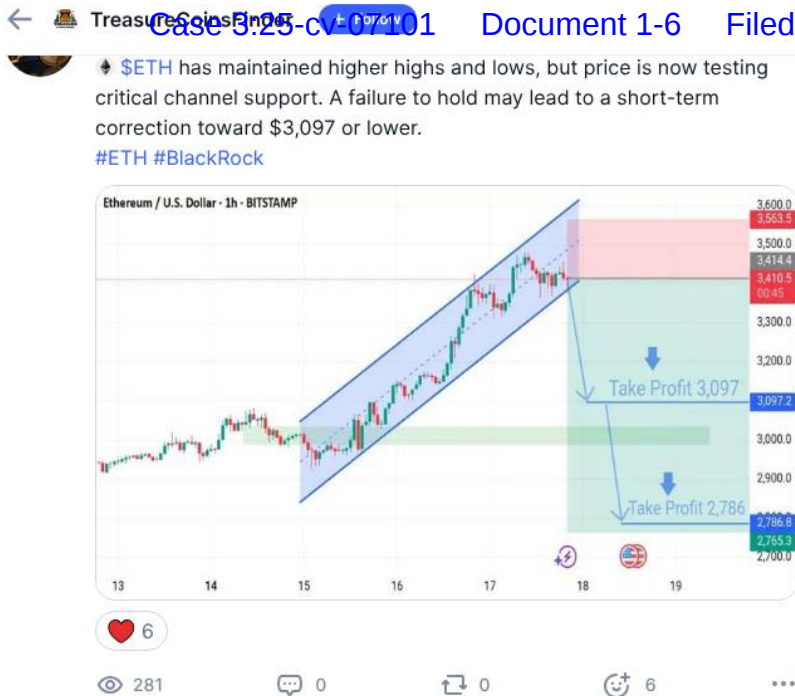 TreasureCoinsFinder + Follow
Case 3:25-cv-07101 Document 1-6 Filed
$ETH has maintained higher highs and lows, but price is now testing
critical channel support. A failure to hold may lead to a short-term
correction toward $3,097 or lower.
#ETH #BlackRock
Ethereum / U.S. Dollar · 1h · BITSTAMP
3,600.0
3,563.5
3,500.0
3,414.4
3,410.5
00:45
3,300.0
3,200.0
Take Profit 3,097
3,097.2
3,000.0
2,900.0
Take Profit 2,786
2,786.8
2,765.3
2,700.0
13 14 15 16 17 18 19
6
281 0 0 6